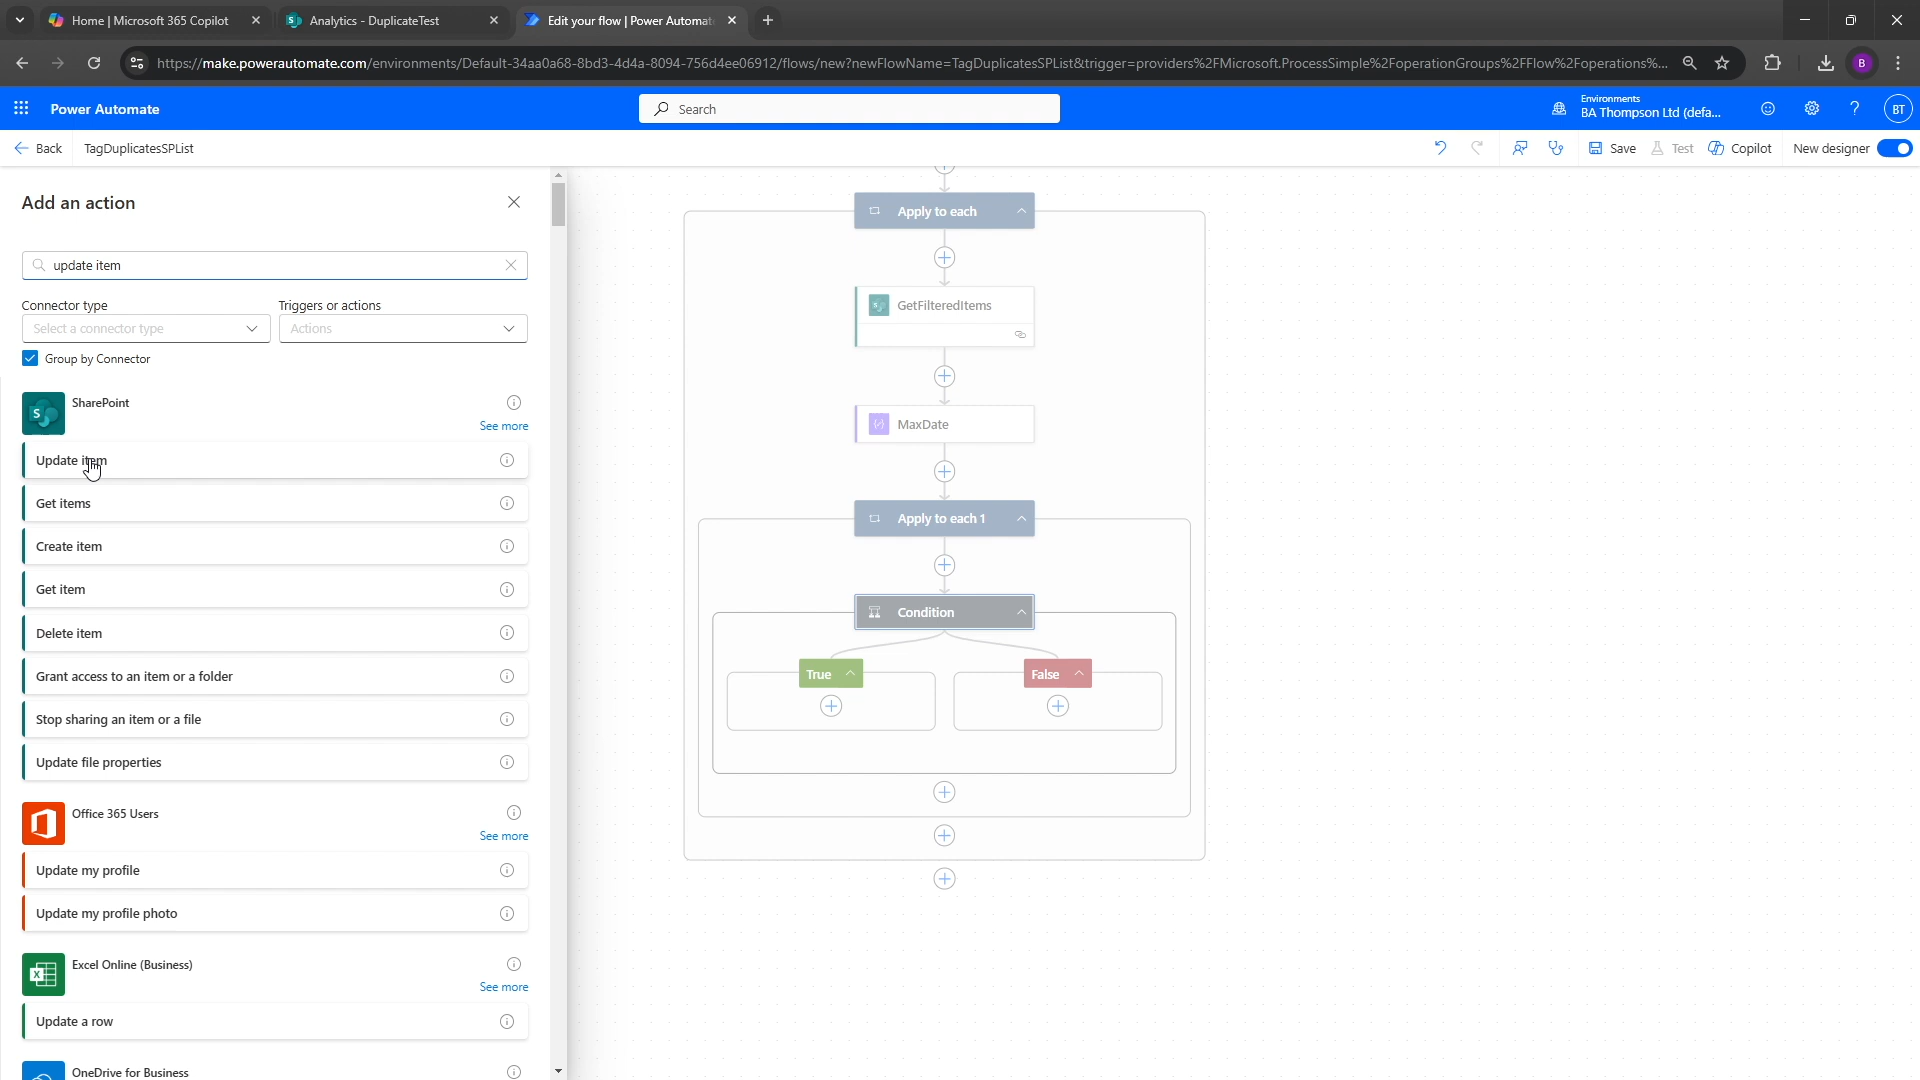 Home | Microsoft 365 Copilot
Analytics - DuplicateTest
Edit your flow | Power Automat
https://make.powerautomate.com/environments/Default-34aa0a68-8bd3-4d4a-8094-756d4ee06912/flows/new?newFlowName=TagDuplicatesSPList&trigger=providers%2FMicrosoft.ProcessSimple%2FoperationGroups%2FFlow%2Foperations%...
B
Power Automate
Search
Environments
BA Thompson Ltd (defa...
BT
Back
TagDuplicatesSPList
Save
Test
Copilot
New designer
Add an action
update item
Connector type
Triggers or actions
Select a connector type
Actions
Group by Connector
SharePoint
See more
Update item
Get items
Create item
Get item
Delete item
Grant access to an item or a folder
Stop sharing an item or a file
Update file properties
Office 365 Users
See more
Update my profile
Update my profile photo
Excel Online (Business)
See more
Update a row
OneDrive for Business
Apply to each
GetFilteredItems
MaxDate
Apply to each 1
Condition
True
False